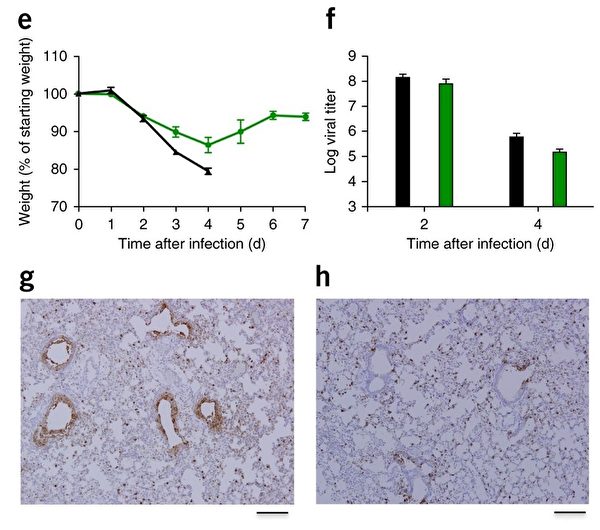 e
Weight (% of starting weight)
110
100
90
80
70
0 1 2 3 4 5 6 7
Time after infection (d)
f
Log viral titer
9
8
7
6
5
4
3
2 4
Time after infection (d)
g
h